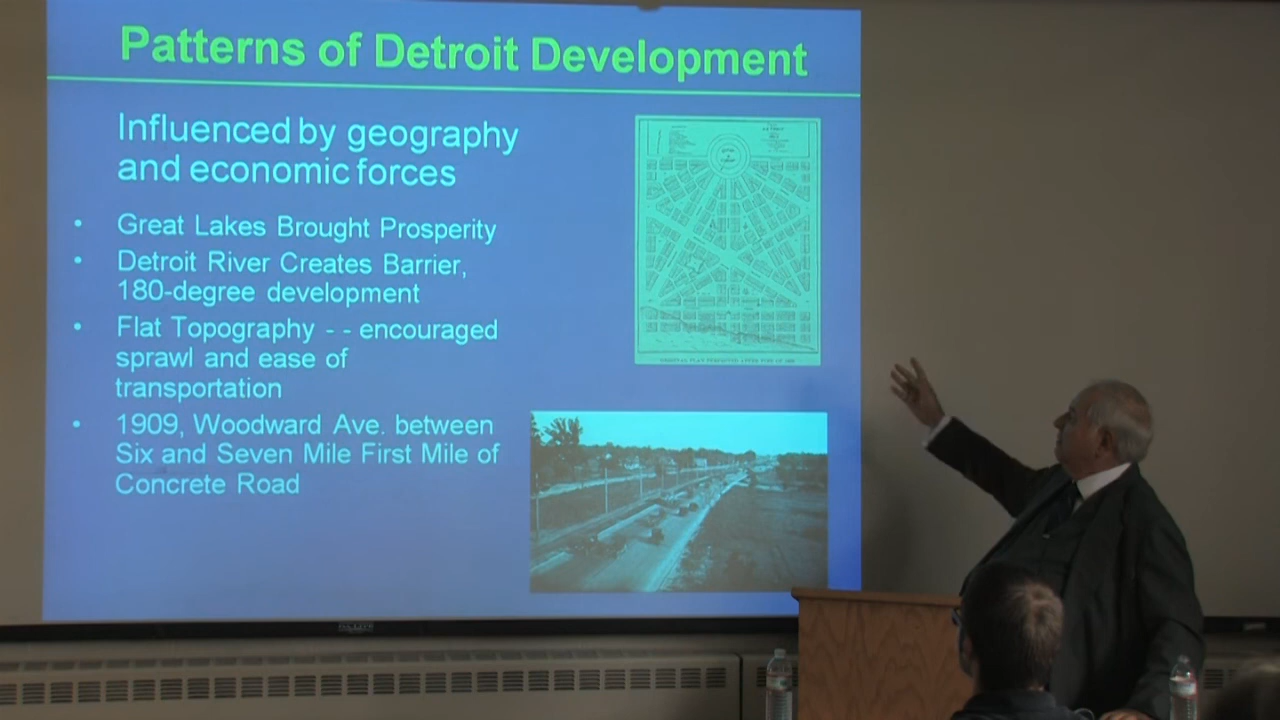 Patterns of Detroit Development
Influenced by geography
and economic forces
• Great Lakes Brought Prosperity
• Detroit River Creates Barrier,
180-degree development
• Flat Topography - - encouraged
sprawl and ease of
transportation
• 1909, Woodward Ave. between
Six and Seven Mile First Mile of
Concrete Road